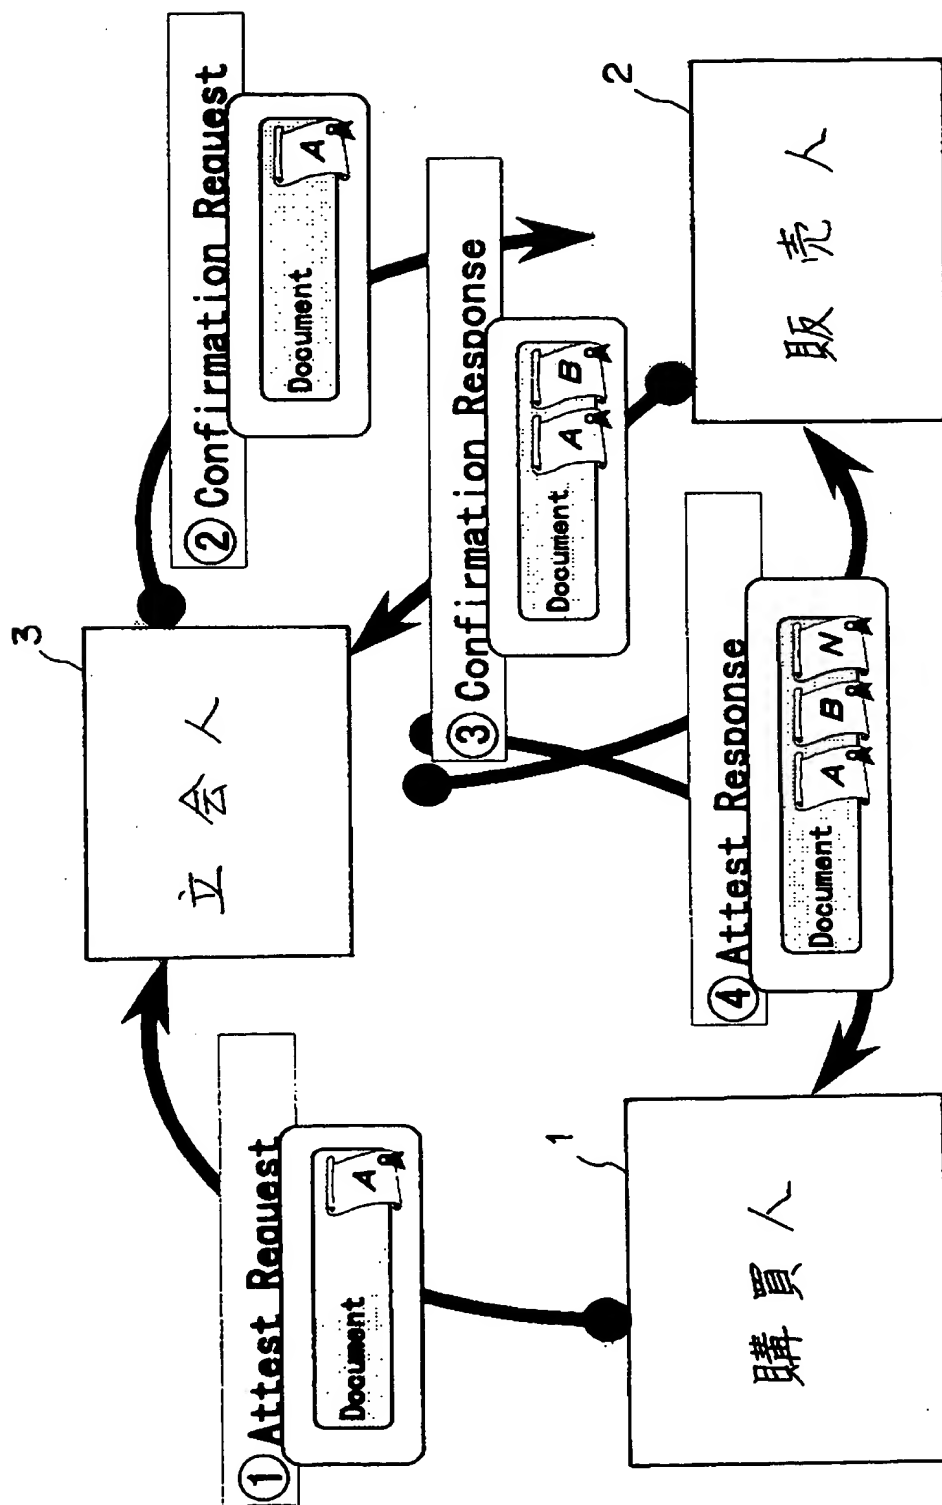 3
立会人
① Attest Request
Document
A
② Confirmation Request
Document
A
③ Confirmation Response
Document
A
B
④ Attest Response
Document
A
B
N
1
購買人
2
販売人